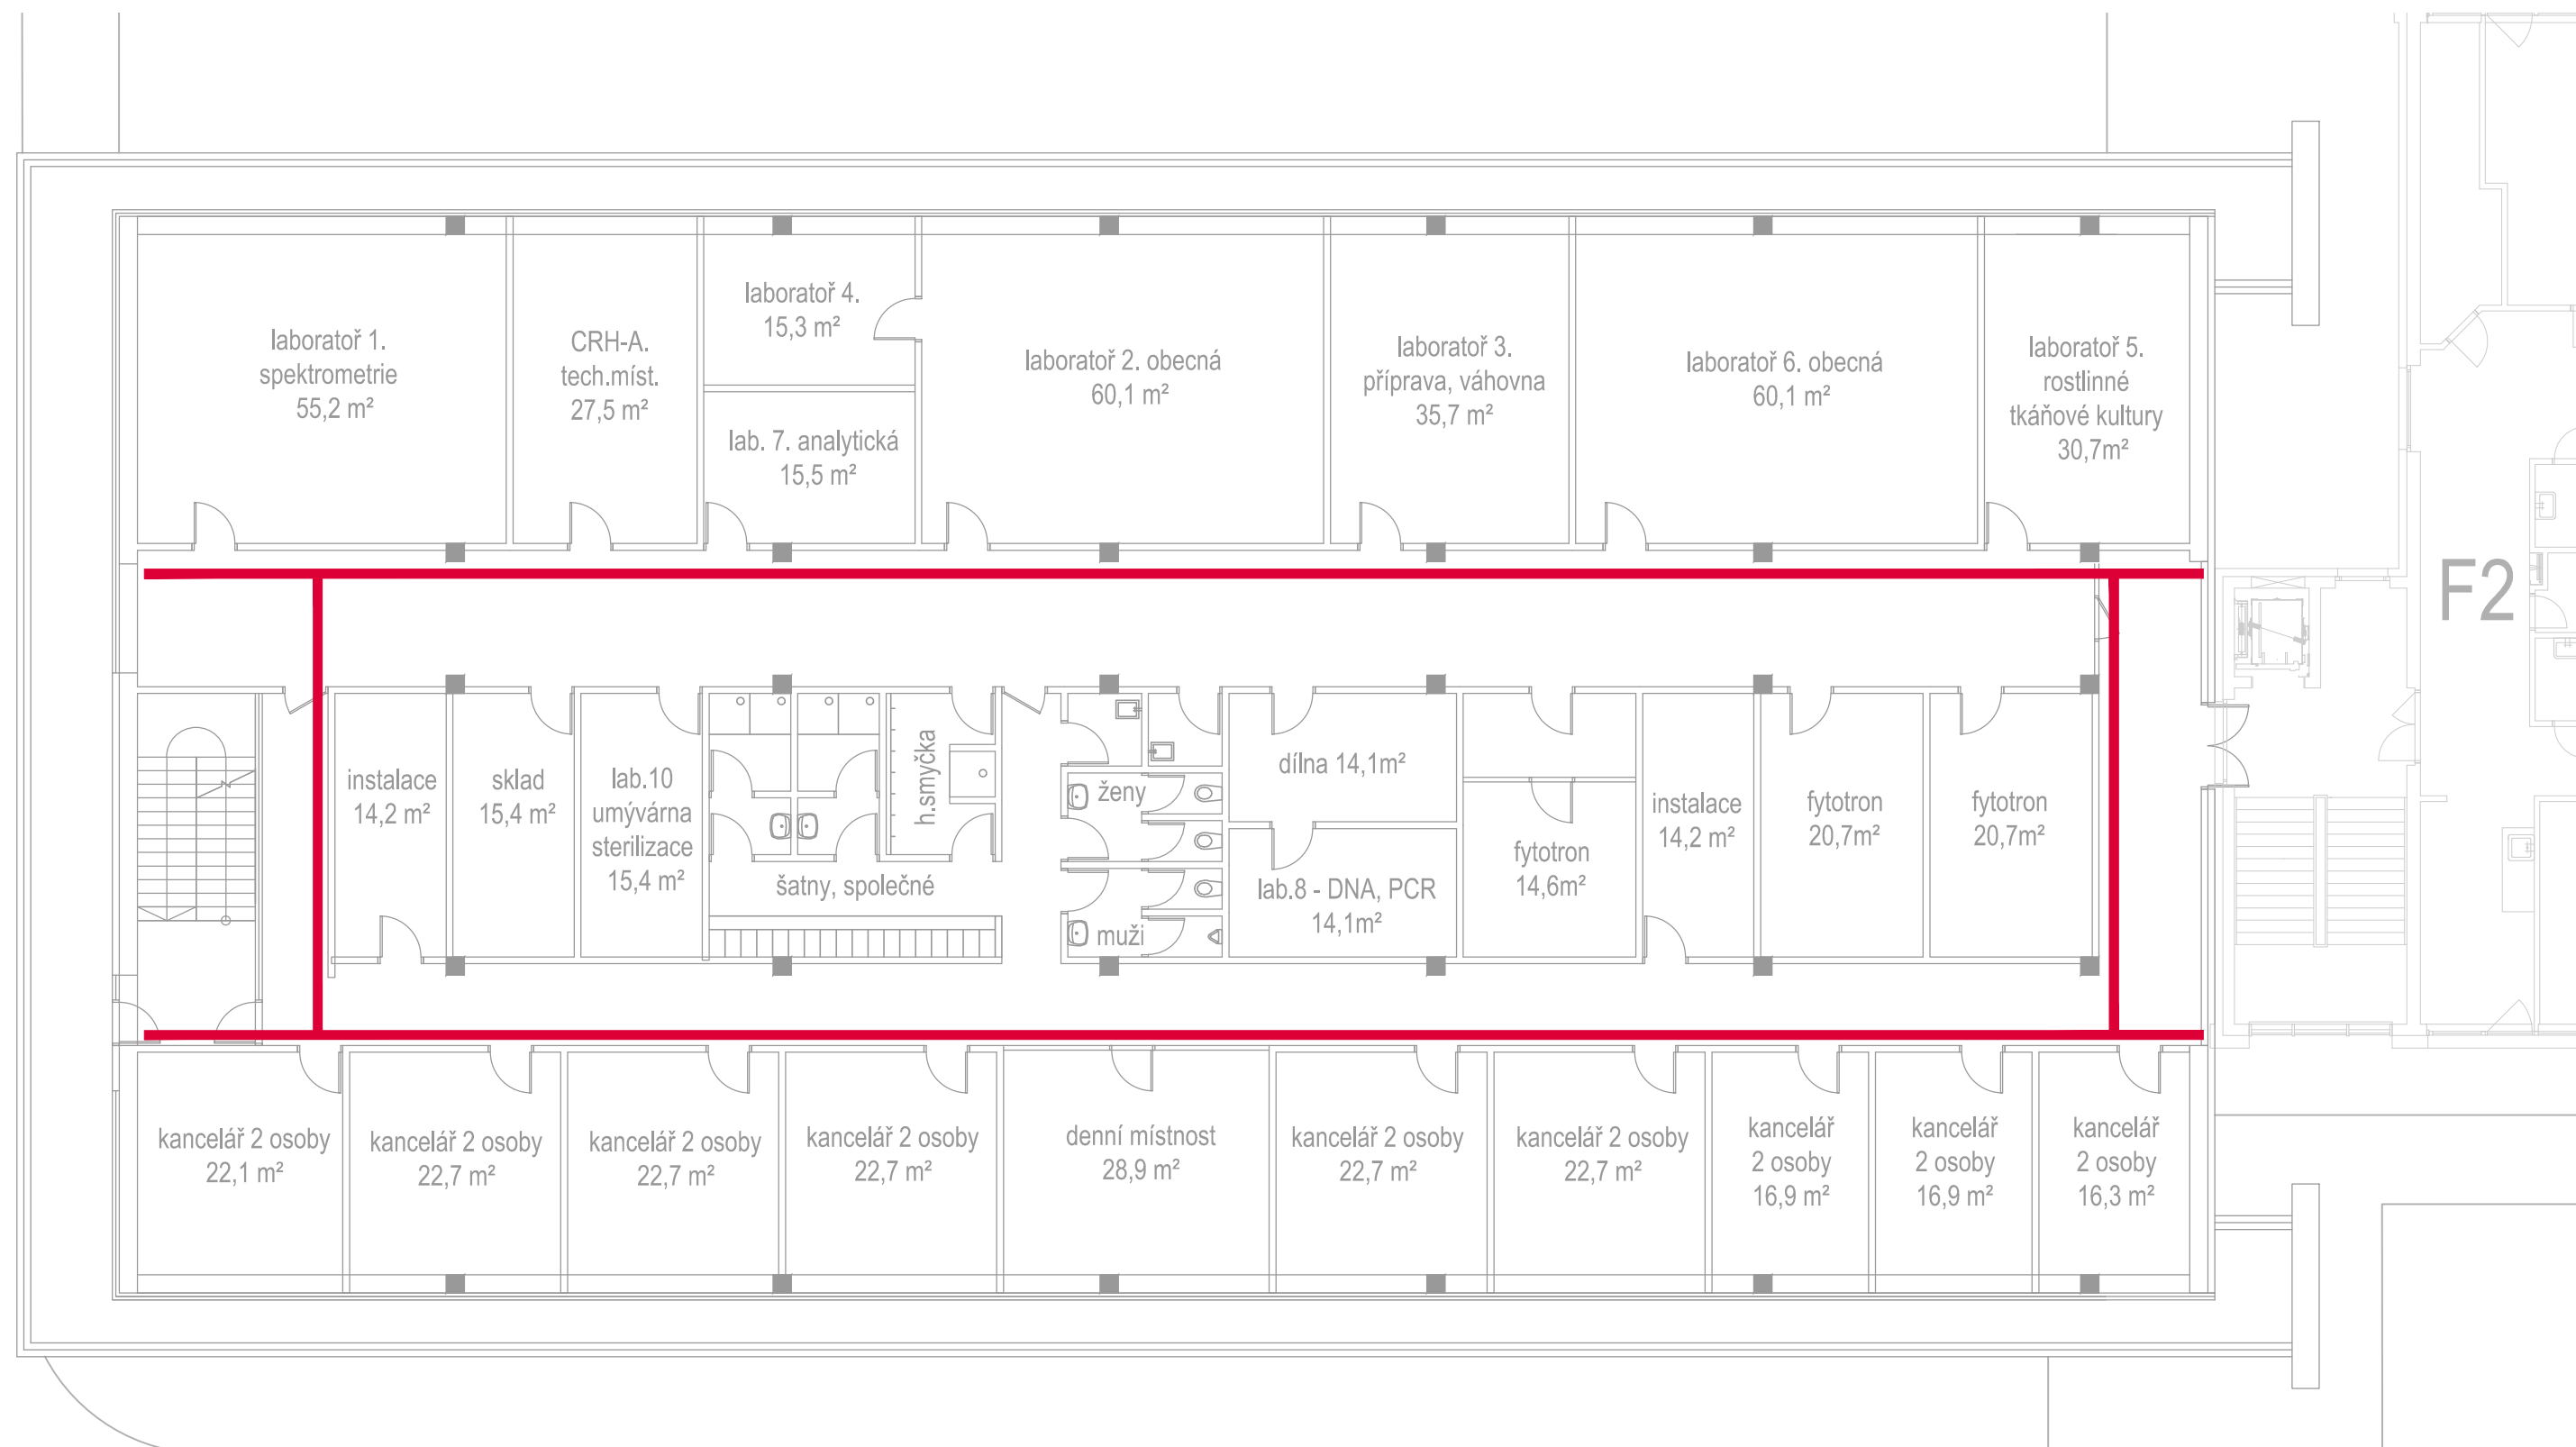 laboratoř 1.
spektrometrie
55,2 m²
CRH-A.
tech.míst.
27,5 m²
laboratoř 4.
15,3 m²
lab. 7. analytická
15,5 m²
laboratoř 2. obecná
60,1 m²
laboratoř 3.
příprava, váhovna
35,7 m²
laboratoř 6. obecná
60,1 m²
laboratoř 5.
rostlinné
tkáňové kultury
30,7m²
F2
instalace
14,2 m²
sklad
15,4 m²
lab.10
umývárna
sterilizace
15,4 m²
šatny, společné
h.smyčka
ženy
muži
dílna 14,1m²
lab.8 - DNA, PCR
14,1m²
fytotron
14,6m²
instalace
14,2 m²
fytotron
20,7m²
fytotron
20,7m²
kancelář 2 osoby
22,1 m²
kancelář 2 osoby
22,7 m²
kancelář 2 osoby
22,7 m²
kancelář 2 osoby
22,7 m²
denní místnost
28,9 m²
kancelář 2 osoby
22,7 m²
kancelář 2 osoby
22,7 m²
kancelář
2 osoby
16,9 m²
kancelář
2 osoby
16,9 m²
kancelář
2 osoby
16,3 m²